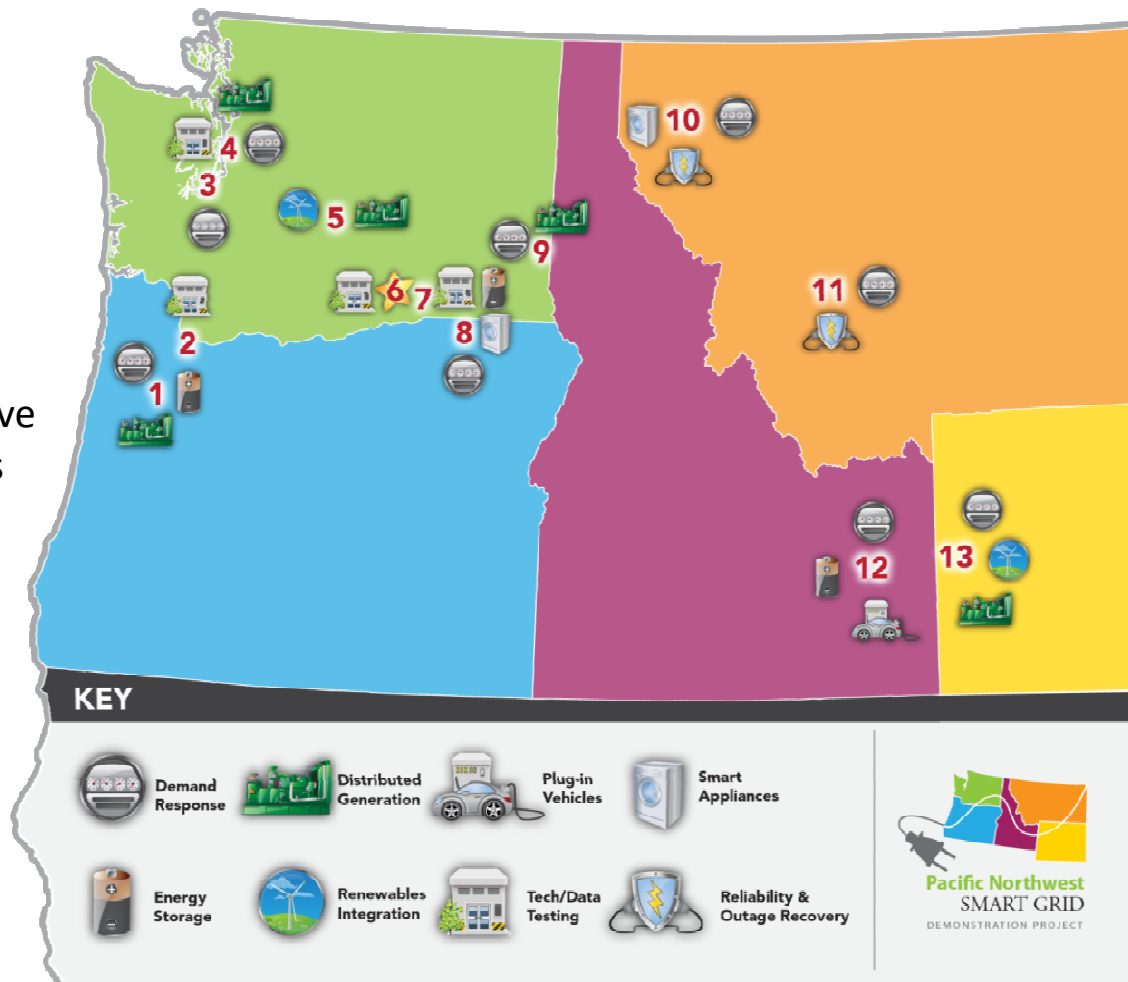 4
3
5
9
6
7
2
8
1
ve
s
10
11
12
13
KEY
Demand
Response
Distributed
Generation
Plug-in
Vehicles
Smart
Appliances
Energy
Storage
Renewables
Integration
Tech/Data
Testing
Reliability &
Outage Recovery
Pacific Northwest
SMART GRID
DEMONSTRATION PROJECT